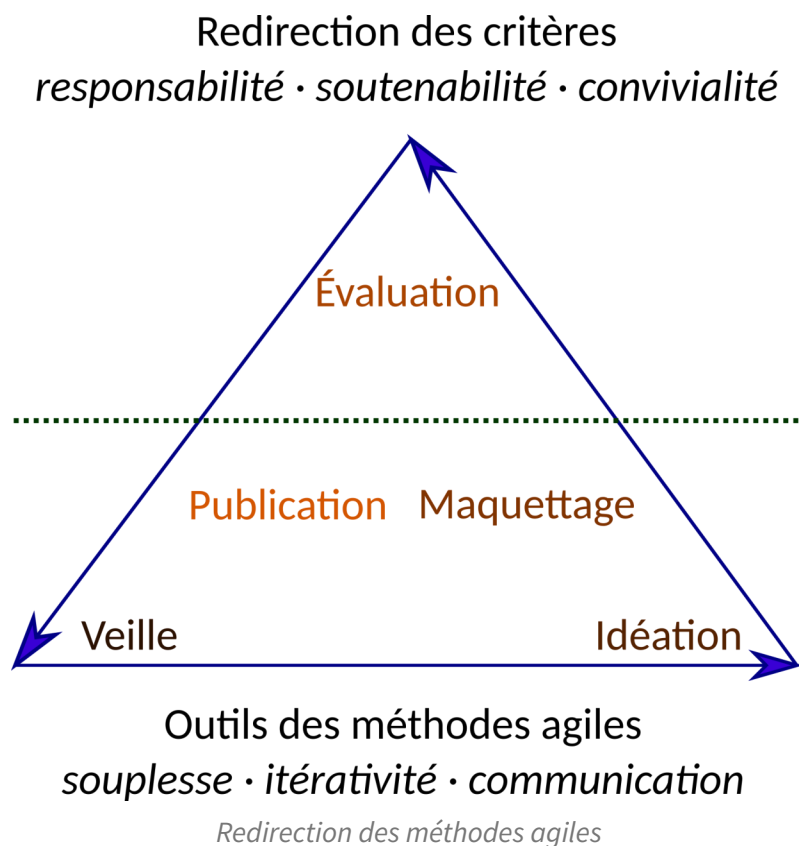 Redirection des critères
responsabilité · soutenabilité · convivialité
Évaluation
Publication Maquettage
Veille Idéation
Outils des méthodes agiles
souplesse · itérativité · communication
Redirection des méthodes agiles